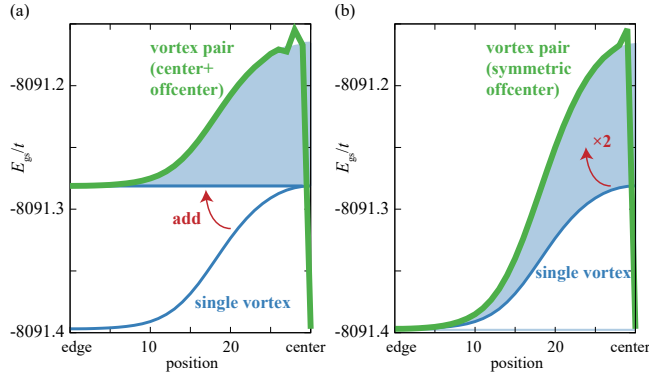 (a)
vortex pair
(center+
offcenter)
-8091.2
E_gs/t
-8091.3
add
single vortex
-8091.4
edge
10
20
center
position
(b)
vortex pair
(symmetric
offcenter)
-8091.2
×2
E_gs/t
-8091.3
single vortex
-8091.4
edge
10
20
center
position